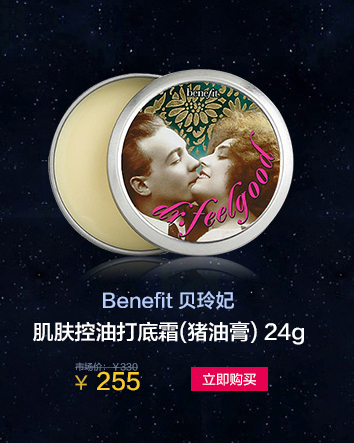 benefit
dr.feelgood
Benefit 贝玲妃
肌肤控油打底霜(猪油膏) 24g
市场价：￥330
￥ 255
立即购买